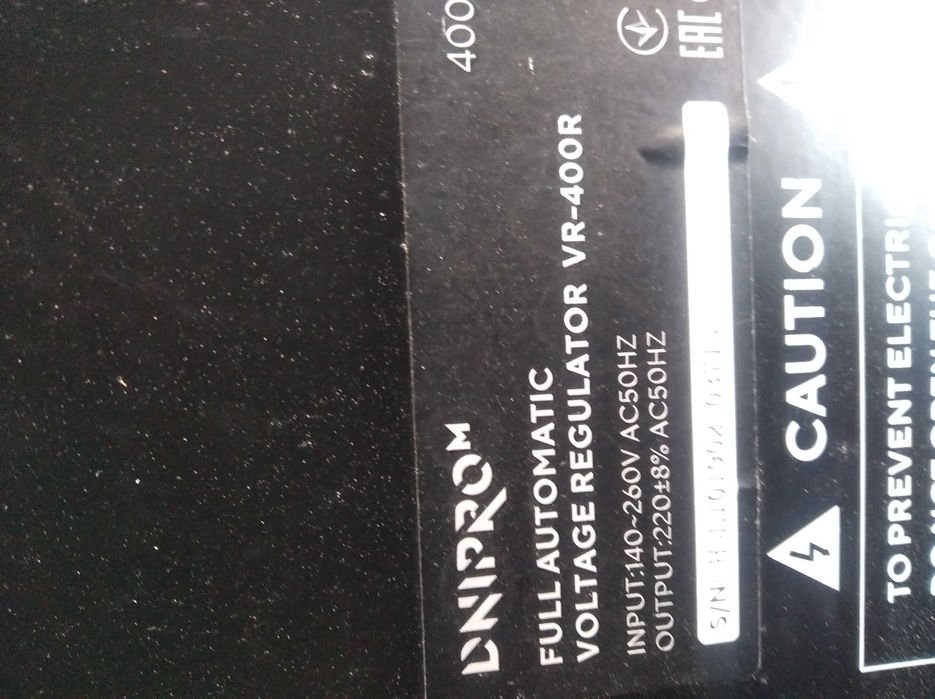 DNIPRO M
400
FULL AUTOMATIC
VOLTAGE REGULATOR VR-400R
INPUT:140~260V AC50HZ
OUTPUT:220±8% AC50HZ
EAC
S/N:
CAUTION
TO PREVENT ELECTRI